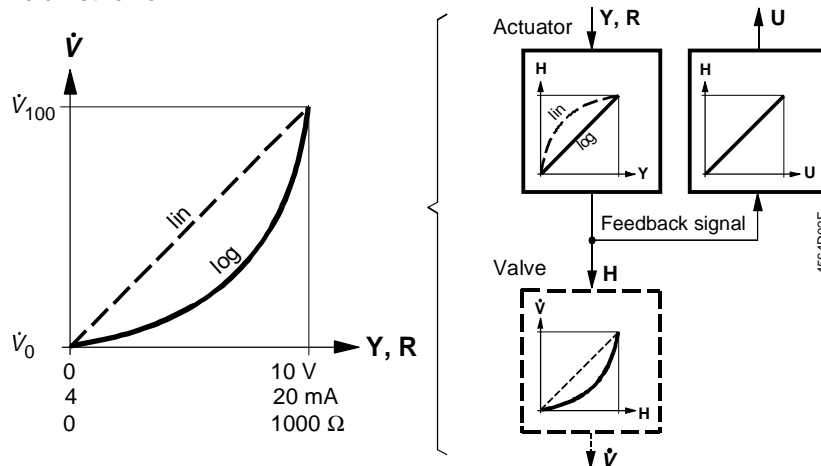 V̇
V̇100
lin
log
V̇0
Y, R
0 10 V
4 20 mA
0 1000 Ω
Actuator
Y, R
U
H
lin
log
Y
H
U
Feedback signal
Valve
H
V̇
H
V̇